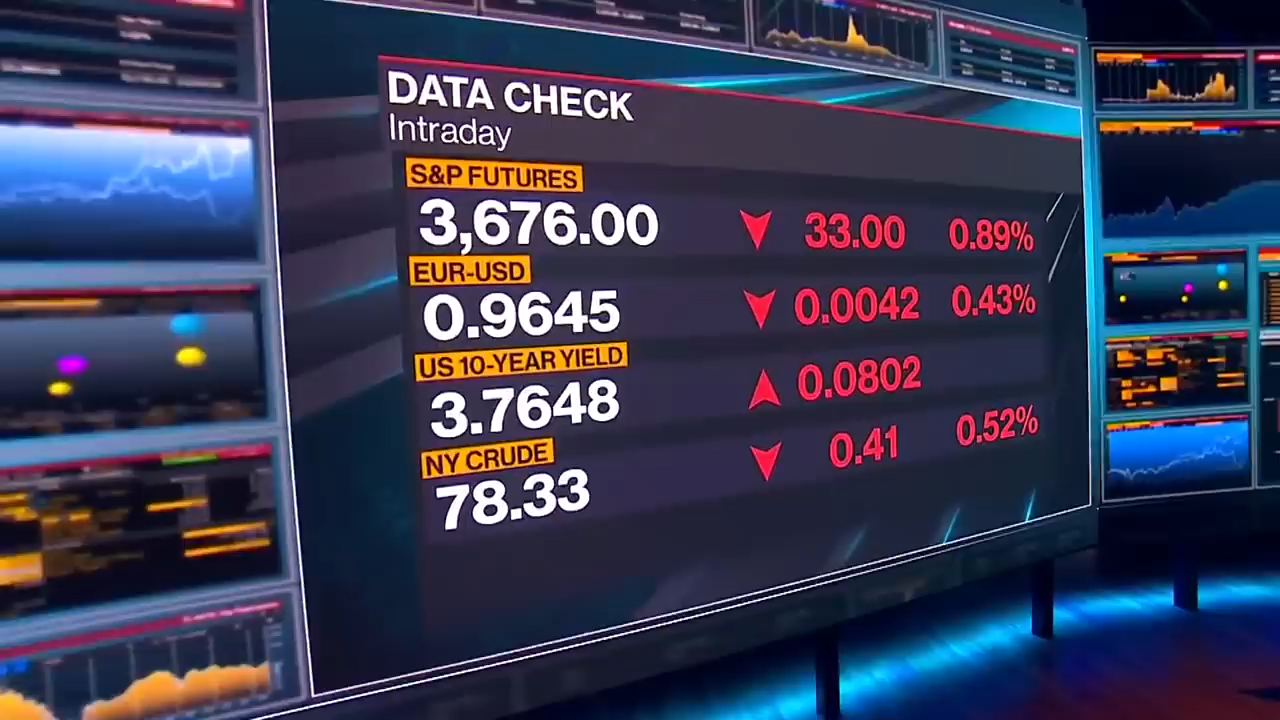 DATA CHECK
Intraday
S&P FUTURES
3,676.00 33.00 0.89%
EUR-USD
0.9645 0.0042 0.43%
US 10-YEAR YIELD
3.7648 0.0802
NY CRUDE
78.33 0.41 0.52%